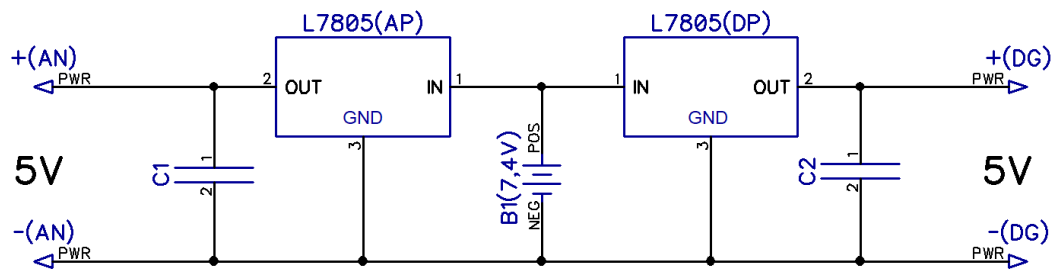 L7805(AP)
L7805(DP)
+(AN)
PWR
2
OUT
IN
1
GND
3
1
IN
OUT
2
GND
3
+(DG)
PWR
5V
C1
1
2
B1(7,4V)
POS
NEG
C2
1
2
5V
-(AN)
PWR
-(DG)
PWR